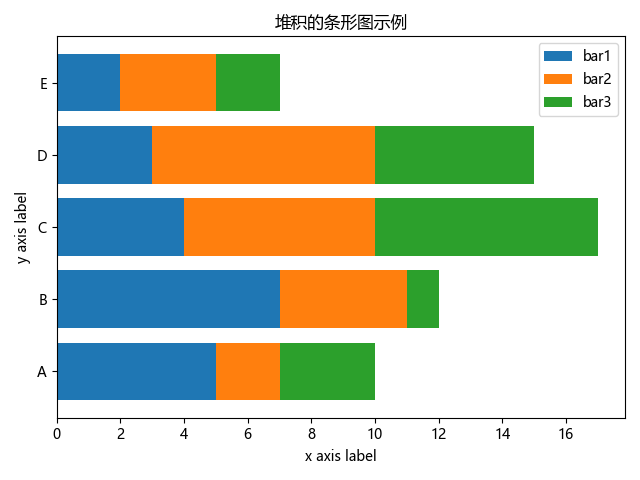 堆积的条形图示例
bar1
bar2
bar3
y axis label
E
D
C
B
A
0 2 4 6 8 10 12 14 16
x axis label